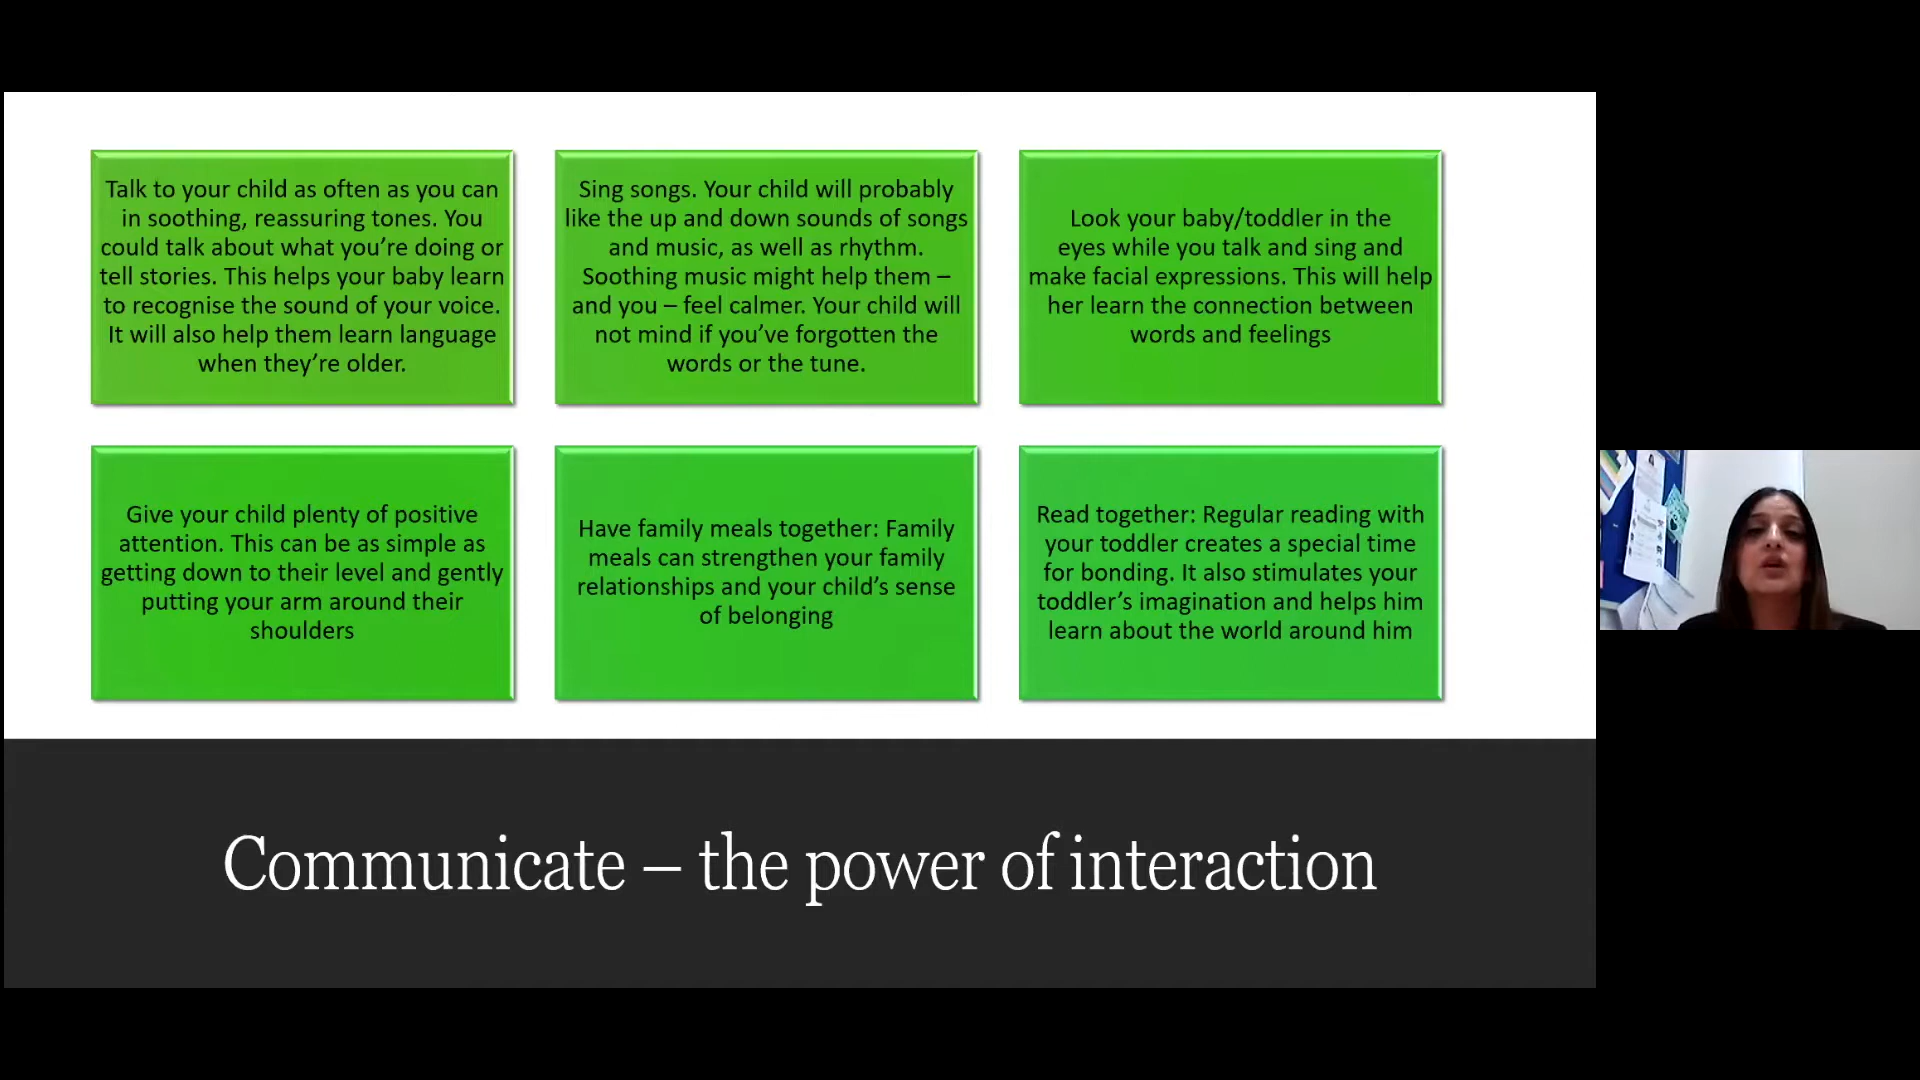 Talk to your child as often as you can
in soothing, reassuring tones. You
could talk about what you’re doing or
tell stories. This helps your baby learn
to recognise the sound of your voice.
It will also help them learn language
when they’re older.
Sing songs. Your child will probably
like the up and down sounds of songs
and music, as well as rhythm.
Soothing music might help them –
and you – feel calmer. Your child will
not mind if you’ve forgotten the
words or the tune.
Look your baby/toddler in the
eyes while you talk and sing and
make facial expressions. This will help
her learn the connection between
words and feelings
Give your child plenty of positive
attention. This can be as simple as
getting down to their level and gently
putting your arm around their
shoulders
Have family meals together: Family
meals can strengthen your family
relationships and your child’s sense
of belonging
Read together: Regular reading with
your toddler creates a special time
for bonding. It also stimulates your
toddler’s imagination and helps him
learn about the world around him
Communicate – the power of interaction